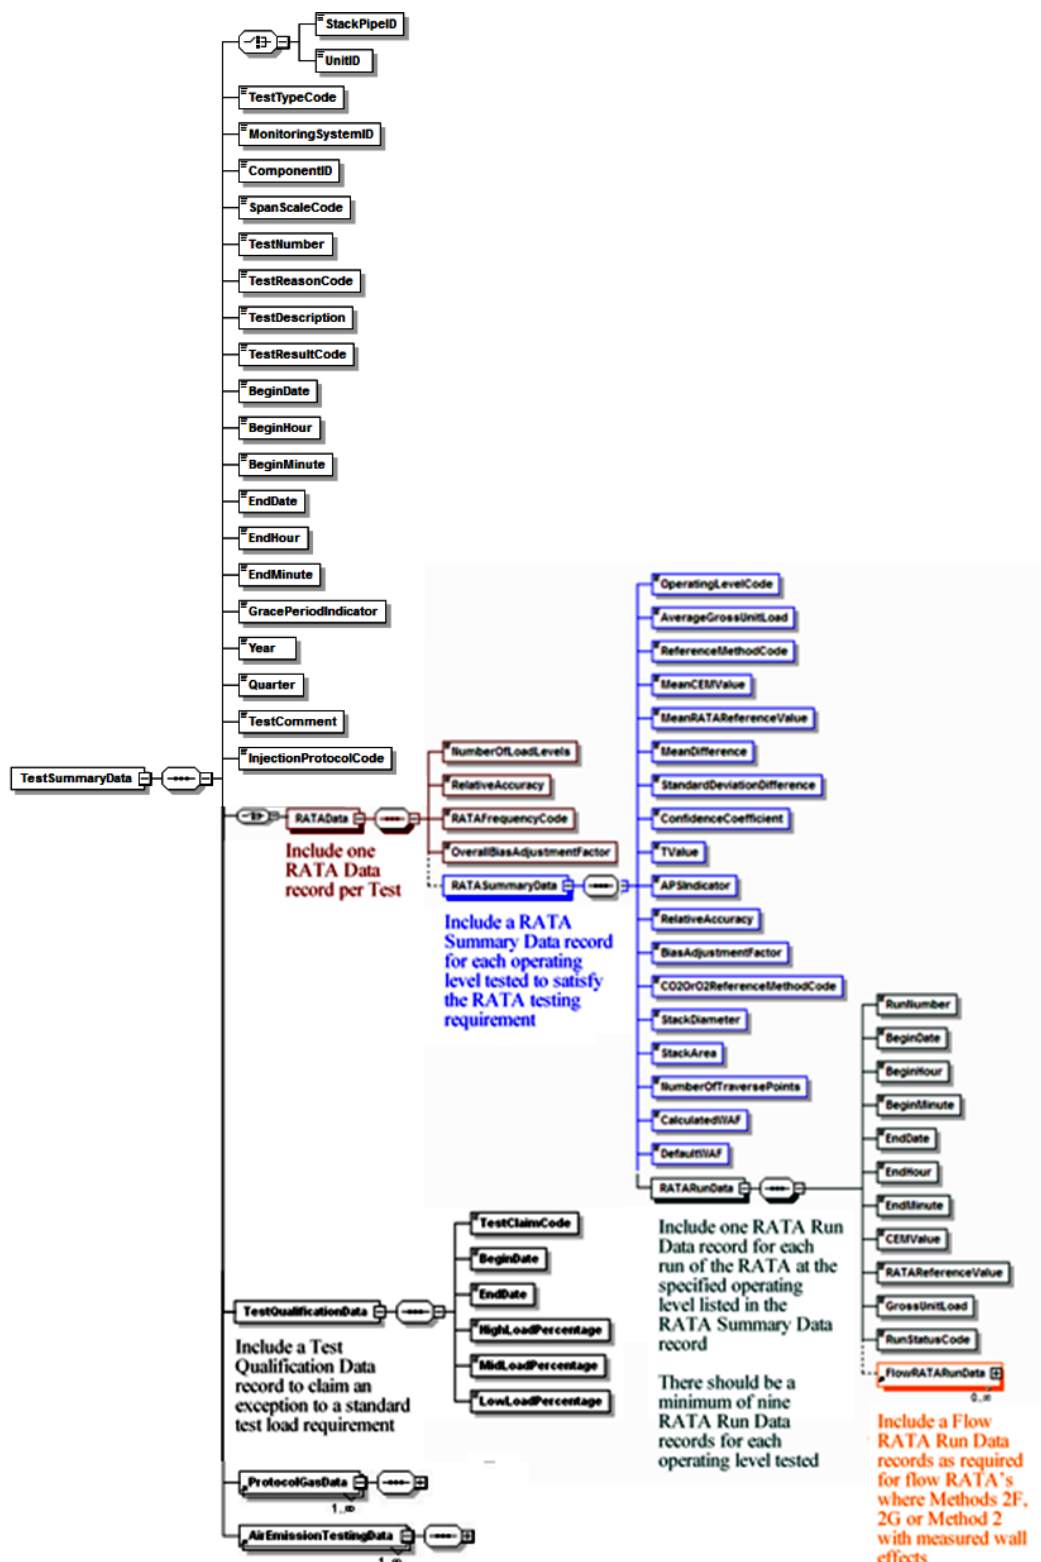 StackPipeID
UnitID
TestTypeCode
MonitoringSystemID
ComponentID
SpanScaleCode
TestNumber
TestReasonCode
TestDescription
TestResultCode
BeginDate
BeginHour
BeginMinute
EndDate
EndHour
EndMinute
GracePeriodIndicator
Year
Quarter
TestComment
InjectionProtocolCode
TestSummaryData
RATAData
Include one
RATA Data
record per Test
NumberOfLoadLevels
RelativeAccuracy
RATAFrequencyCode
OverallBiasAdjustmentFactor
RATASummaryData
Include a RATA
Summary Data record
for each operating
level tested to satisfy
the RATA testing
requirement
OperatingLevelCode
AverageGrossUnitLoad
ReferenceMethodCode
MeanCEMValue
MeanRATAReferenceValue
MeanDifference
StandardDeviationDifference
ConfidenceCoefficient
TValue
APSIndicator
RelativeAccuracy
BiasAdjustmentFactor
CO2OrO2ReferenceMethodCode
StackDiameter
StackArea
NumberOfTraversePoints
CalculatedWAF
DefaultWAF
RATARunData
Include one RATA Run
Data record for each
run of the RATA at the
specified operating
level listed in the
RATA Summary Data
record
There should be a
minimum of nine
RATA Run Data
records for each
operating level tested
RunNumber
BeginDate
BeginHour
BeginMinute
EndDate
EndHour
EndMinute
CEMValue
RATAReferenceValue
GrossUnitLoad
RunStatusCode
FlowRATARunData
0..∞
Include a Flow
RATA Run Data
records as required
for flow RATA's
where Methods 2F,
2G or Method 2
with measured wall
effects
TestQualificationData
Include a Test
Qualification Data
record to claim an
exception to a standard
test load requirement
TestClaimCode
BeginDate
EndDate
HighLoadPercentage
MidLoadPercentage
LowLoadPercentage
ProtocolGasData
1..∞
AirEmissionTestingData
1..∞